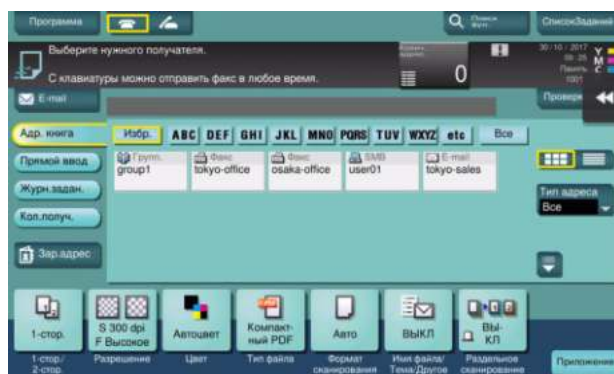 Программа
Поиск
Функ.
СписокЗаданий
Выберите нужного получателя.
С клавиатуры можно отправить факс в любое время.
0
30/10/2017
09:25
Память
100%
Y
M
C
E-mail
Адр. книга
Избр.
ABC DEF GHI JKL MNO PQRS TUV WXYZ etc
Все
Прямой ввод
Журн.задан.
Кол.получ.
Зар.адрес
Групп.
group1
Факс
tokyo-office
Факс
osaka-office
SMB
user01
E-mail
tokyo-sales
Тип адреса
Все
1-стор.
S 300 dpi
F Высокое
Автоцвет
Компакт-
ный PDF
Авто
ВЫКЛ
ВЫ-
КЛ
1-стор./
2-стор.
Разрешение
Цвет
Тип файла
Формат
сканирования
Имя файла/
Тема/Другое
Раздельное
сканирование
Приложение